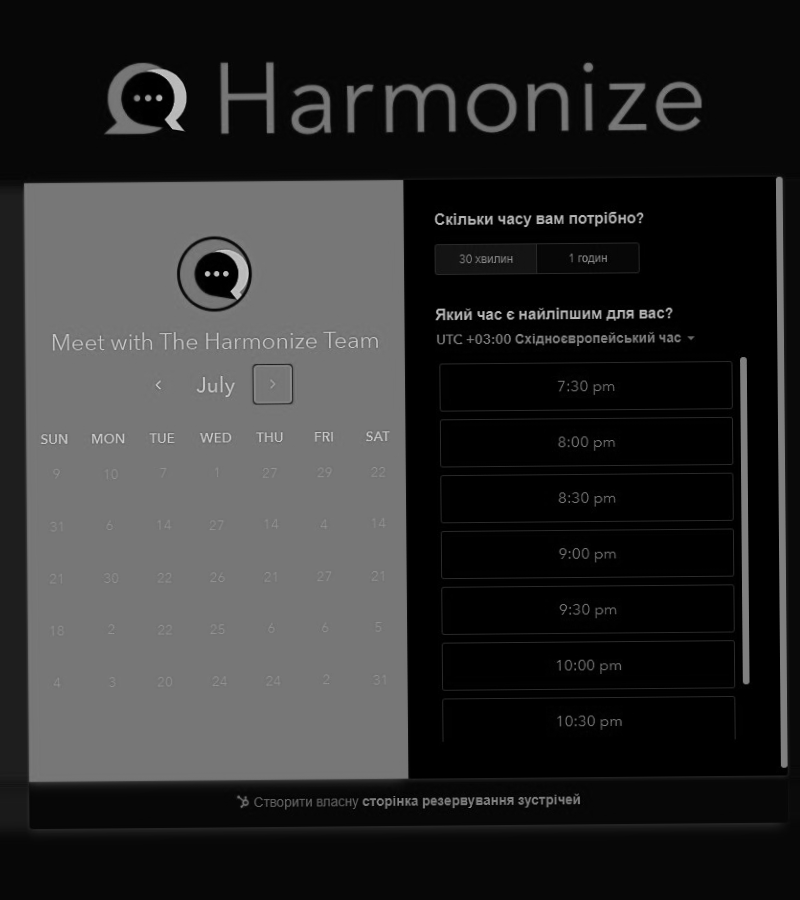 Harmonize
Meet with The Harmonize Team
July
SUN MON TUE WED THU FRI SAT
9 10 7 1 27 29 22
31 6 14 27 14 4 14
21 30 22 26 21 27 21
18 2 22 25 6 6 5
4 3 20 24 24 2 31
Скільки часу вам потрібно?
30 хвилин 1 годин
Який час є найліпшим для вас?
UTC +03:00 Східноєвропейський час
7:30 pm
8:00 pm
8:30 pm
9:00 pm
9:30 pm
10:00 pm
10:30 pm
Створити власну сторінка резервування зустрічей